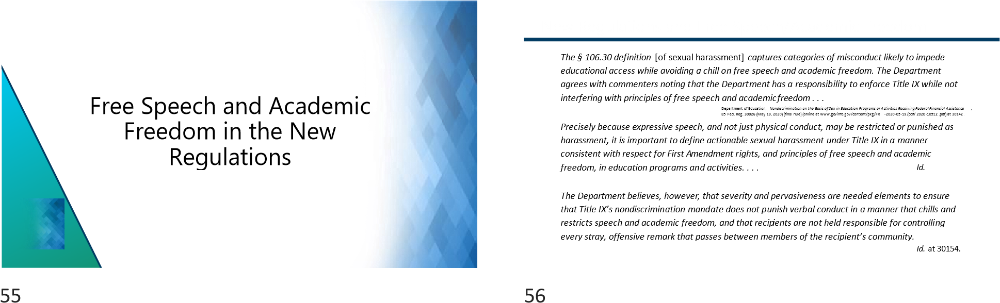 Free Speech and Academic
Freedom in the New
Regulations
55
The § 106.30 definition [of sexual harassment] captures categories of misconduct likely to impede
educational access while avoiding a chill on free speech and academic freedom. The Department
agrees with commenters noting that the Department has a responsibility to enforce Title IX while not
interfering with principles of free speech and academic freedom . . .
Department of Education, Nondiscrimination on the Basis of Sex in Education Programs or Activities Receiving Federal Financial Assistance .
85 Fed. Reg. 30026 (May 19, 2020) (final rule) (online at www.govinfo.gov/content/pkg/FR -2020-05-19/pdf/ 2020-10512 .pdf) at 30142
Precisely because expressive speech, and not just physical conduct, may be restricted or punished as
harassment, it is important to define actionable sexual harassment under Title IX in a manner
consistent with respect for First Amendment rights, and principles of free speech and academic
freedom, in education programs and activities. . . . Id.
The Department believes, however, that severity and pervasiveness are needed elements to ensure
that Title IX’s nondiscrimination mandate does not punish verbal conduct in a manner that chills and
restricts speech and academic freedom, and that recipients are not held responsible for controlling
every stray, offensive remark that passes between members of the recipient’s community.
Id. at 30154.
56